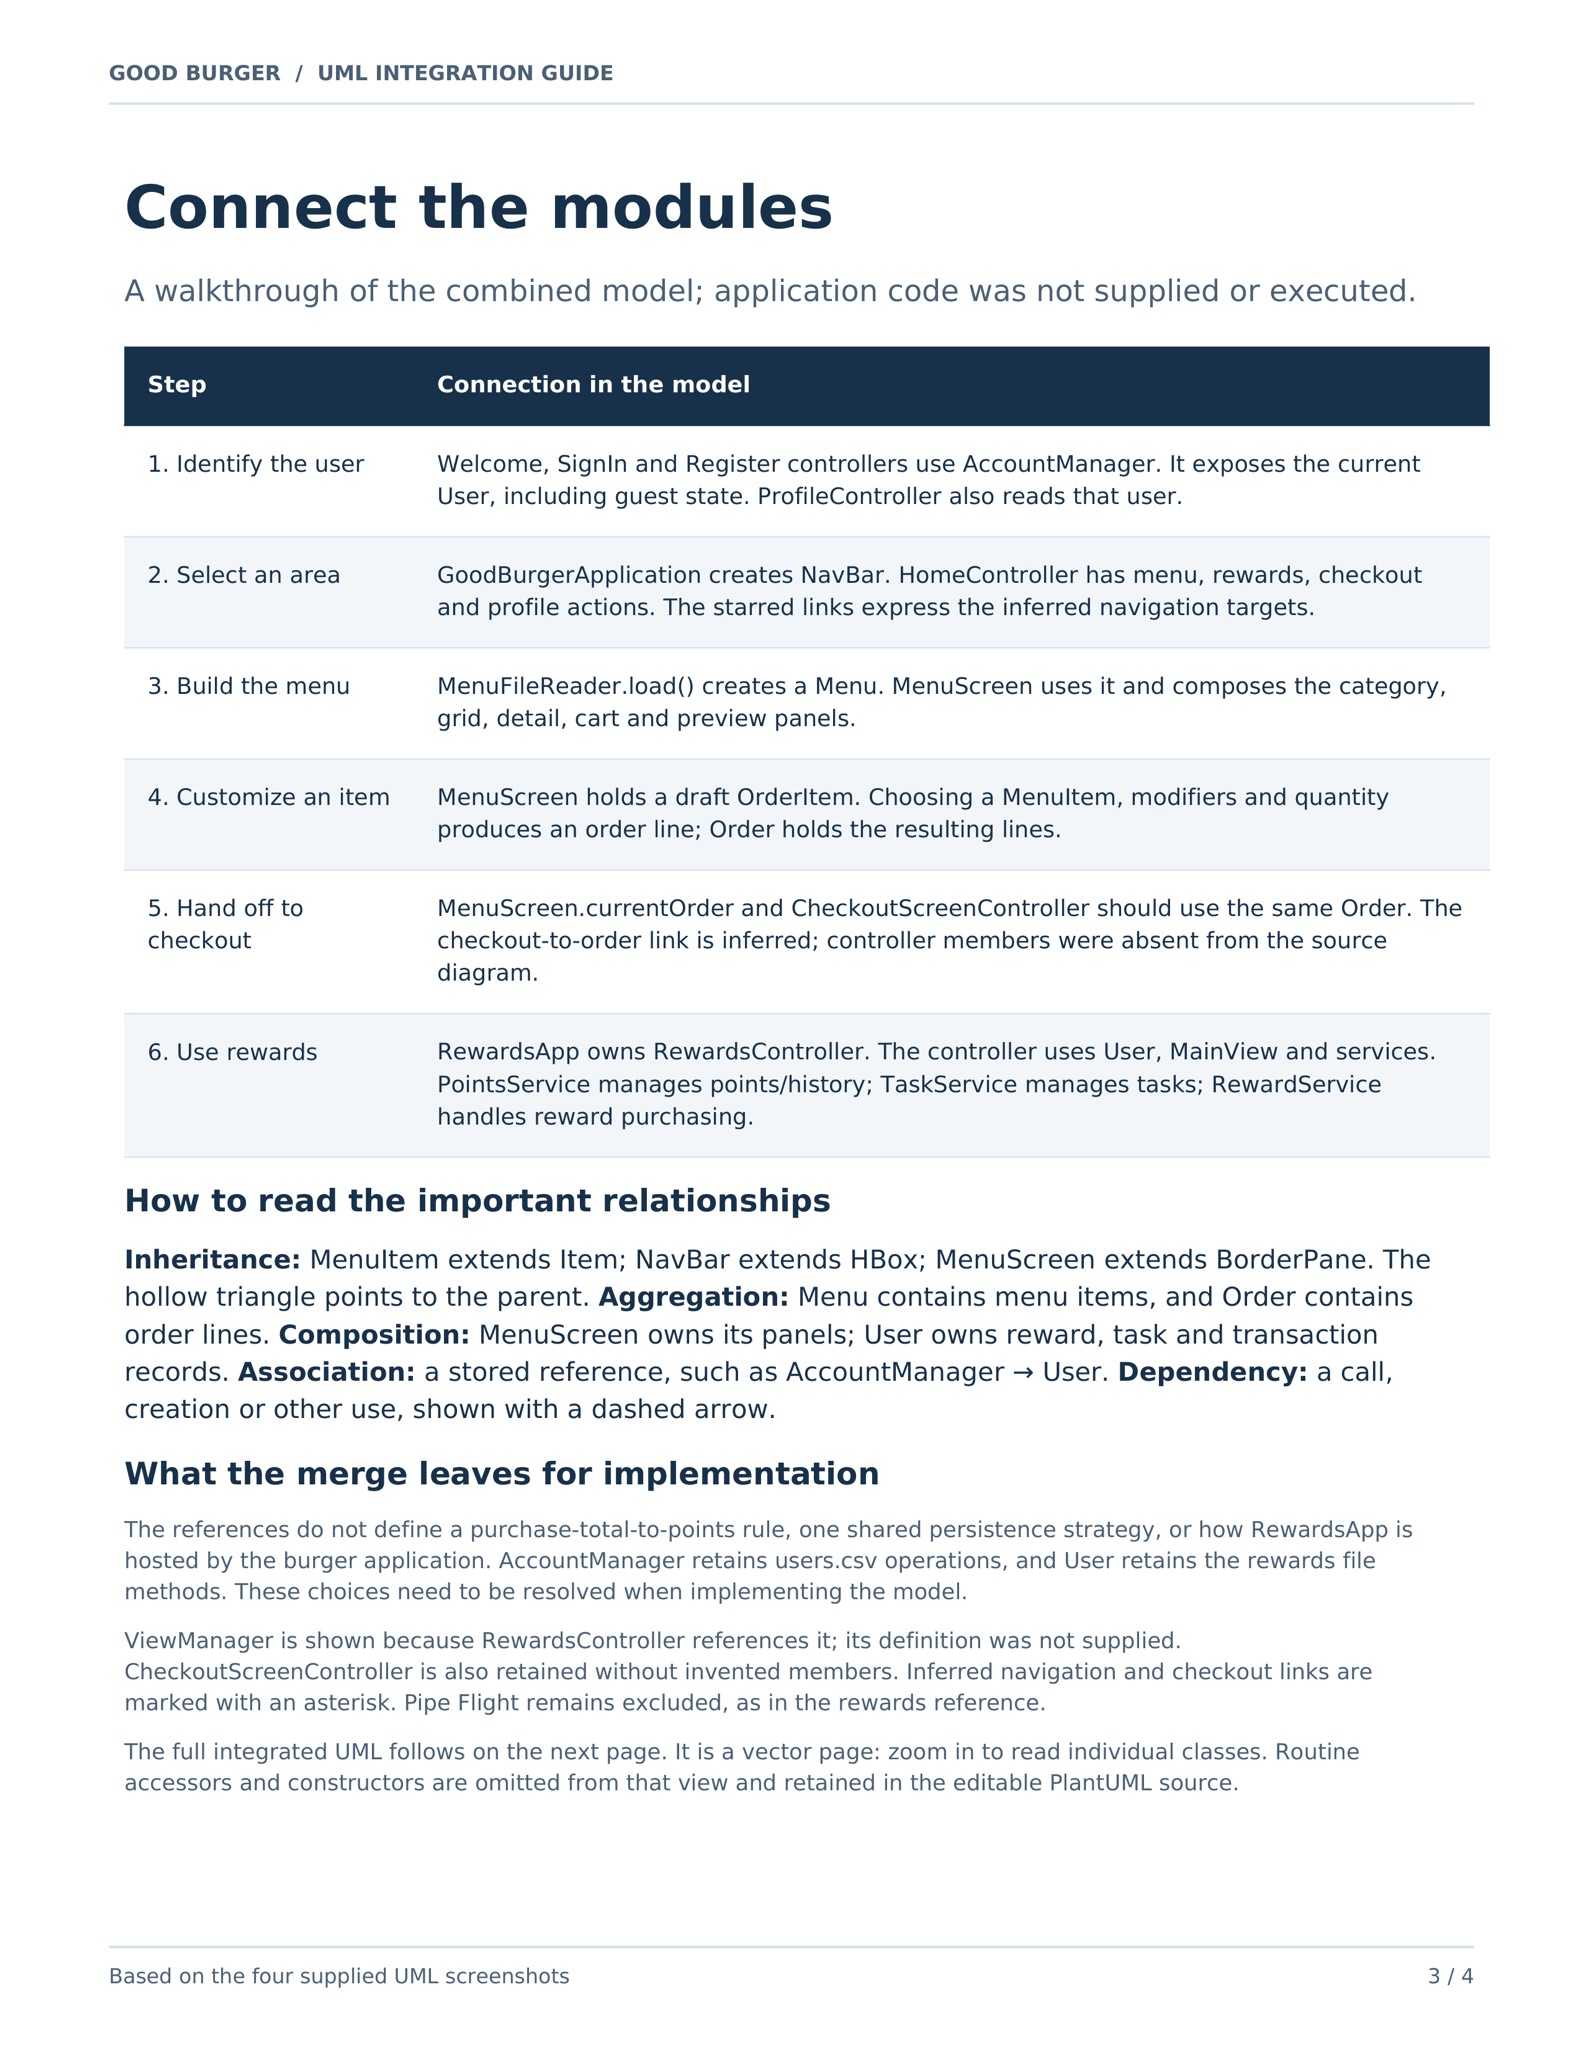 GOOD BURGER / UML INTEGRATION GUIDE
Connect the modules
A walkthrough of the combined model; application code was not supplied or executed.
Step
Connection in the model
1. Identify the user
Welcome, SignIn and Register controllers use AccountManager. It exposes the current
User, including guest state. ProfileController also reads that user.
2. Select an area
GoodBurgerApplication creates NavBar. HomeController has menu, rewards, checkout
and profile actions. The starred links express the inferred navigation targets.
3. Build the menu
MenuFileReader.load() creates a Menu. MenuScreen uses it and composes the category,
grid, detail, cart and preview panels.
4. Customize an item
MenuScreen holds a draft OrderItem. Choosing a MenuItem, modifiers and quantity
produces an order line; Order holds the resulting lines.
5. Hand off to
checkout
MenuScreen.currentOrder and CheckoutScreenController should use the same Order. The
checkout-to-order link is inferred; controller members were absent from the source
diagram.
6. Use rewards
RewardsApp owns RewardsController. The controller uses User, MainView and services.
PointsService manages points/history; TaskService manages tasks; RewardService
handles reward purchasing.
How to read the important relationships
Inheritance: MenuItem extends Item; NavBar extends HBox; MenuScreen extends BorderPane. The
hollow triangle points to the parent. Aggregation: Menu contains menu items, and Order contains
order lines. Composition: MenuScreen owns its panels; User owns reward, task and transaction
records. Association: a stored reference, such as AccountManager → User. Dependency: a call,
creation or other use, shown with a dashed arrow.
What the merge leaves for implementation
The references do not define a purchase-total-to-points rule, one shared persistence strategy, or how RewardsApp is
hosted by the burger application. AccountManager retains users.csv operations, and User retains the rewards file
methods. These choices need to be resolved when implementing the model.
ViewManager is shown because RewardsController references it; its definition was not supplied.
CheckoutScreenController is also retained without invented members. Inferred navigation and checkout links are
marked with an asterisk. Pipe Flight remains excluded, as in the rewards reference.
The full integrated UML follows on the next page. It is a vector page: zoom in to read individual classes. Routine
accessors and constructors are omitted from that view and retained in the editable PlantUML source.
Based on the four supplied UML screenshots
3 / 4